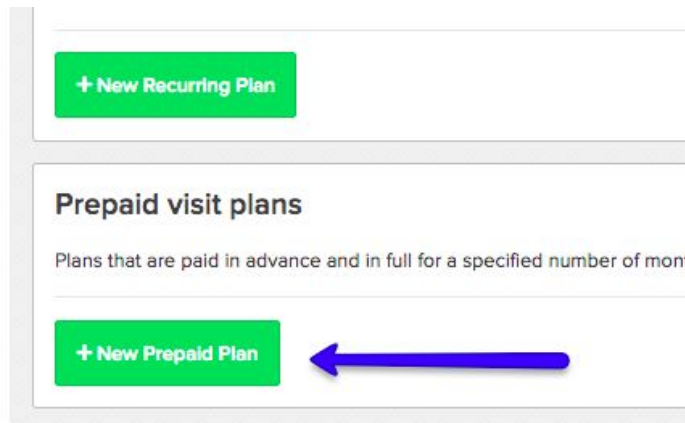 + New Recurring Plan
Prepaid visit plans
Plans that are paid in advance and in full for a specified number of mon
+ New Prepaid Plan